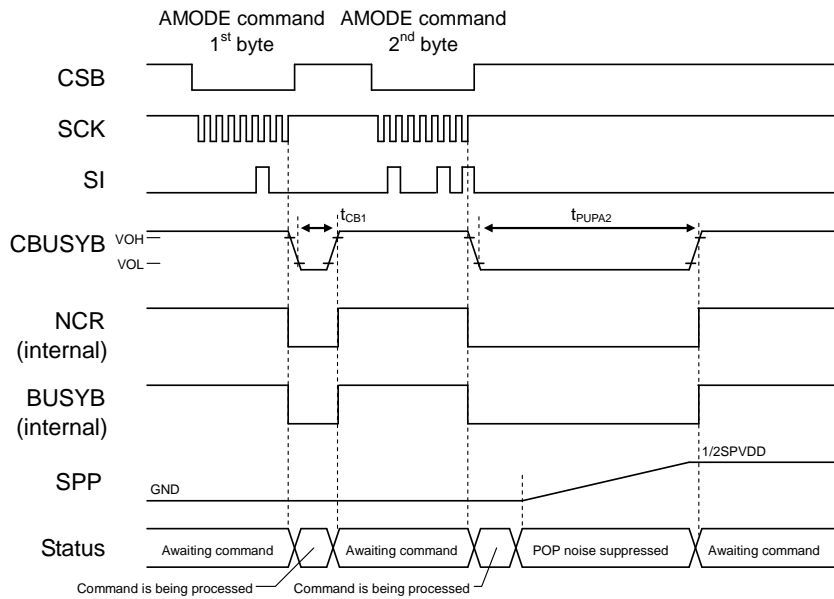 AMODE command
1st byte
AMODE command
2nd byte
CSB
SCK
SI
tCB1
tPUPA2
CBUSYB
VOH
VOL
NCR
(internal)
BUSYB
(internal)
SPP
GND
1/2SPVDD
Status
Awaiting command
Awaiting command
POP noise suppressed
Awaiting command
Command is being processed
Command is being processed